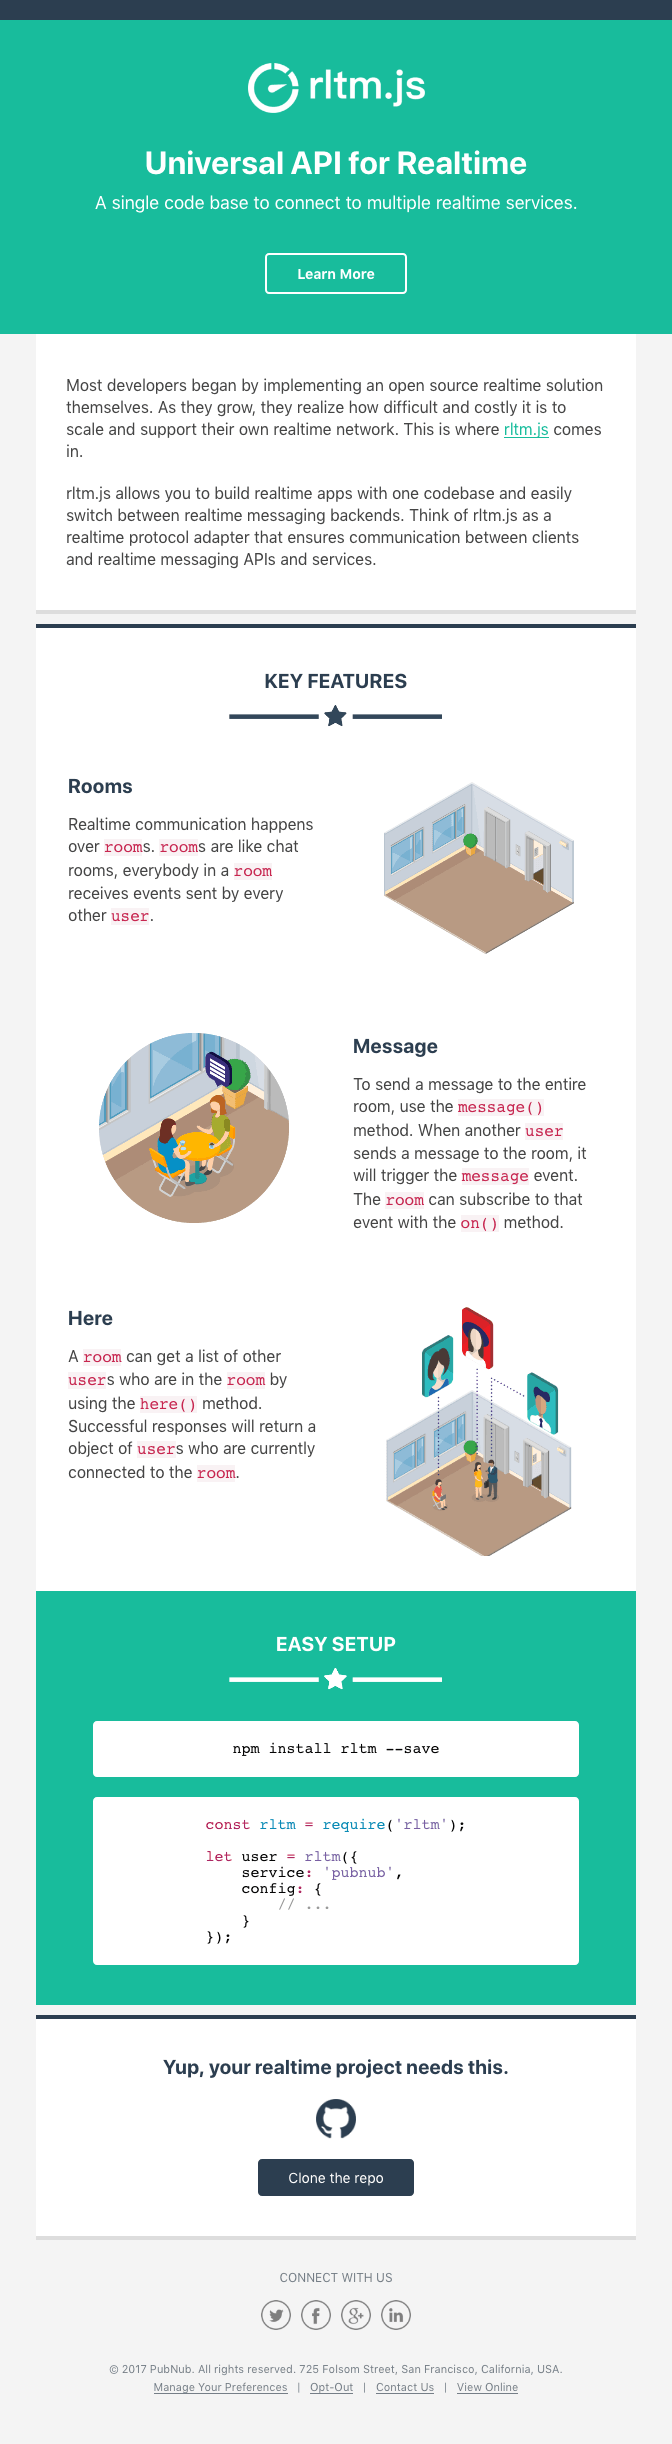 rltm.js
Universal API for Realtime
A single code base to connect to multiple realtime services.
Learn More
Most developers began by implementing an open source realtime solution
themselves. As they grow, they realize how difficult and costly it is to
scale and support their own realtime network. This is where rltm.js comes
in.
rltm.js allows you to build realtime apps with one codebase and easily
switch between realtime messaging backends. Think of rltm.js as a
realtime protocol adapter that ensures communication between clients
and realtime messaging APIs and services.
KEY FEATURES
Rooms
Realtime communication happens
over rooms. rooms are like chat
rooms, everybody in a room
receives events sent by every
other user.
Message
To send a message to the entire
room, use the message()
method. When another user
sends a message to the room, it
will trigger the message event.
The room can subscribe to that
event with the on() method.
Here
A room can get a list of other
users who are in the room by
using the here() method.
Successful responses will return a
object of users who are currently
connected to the room.
EASY SETUP
npm install rltm --save
const rltm = require('rltm');
let user = rltm({
    service: 'pubnub',
    config: {
        // ...
    }
});
Yup, your realtime project needs this.
Clone the repo
CONNECT WITH US
© 2017 PubNub. All rights reserved. 725 Folsom Street, San Francisco, California, USA.
Manage Your Preferences | Opt-Out | Contact Us | View Online